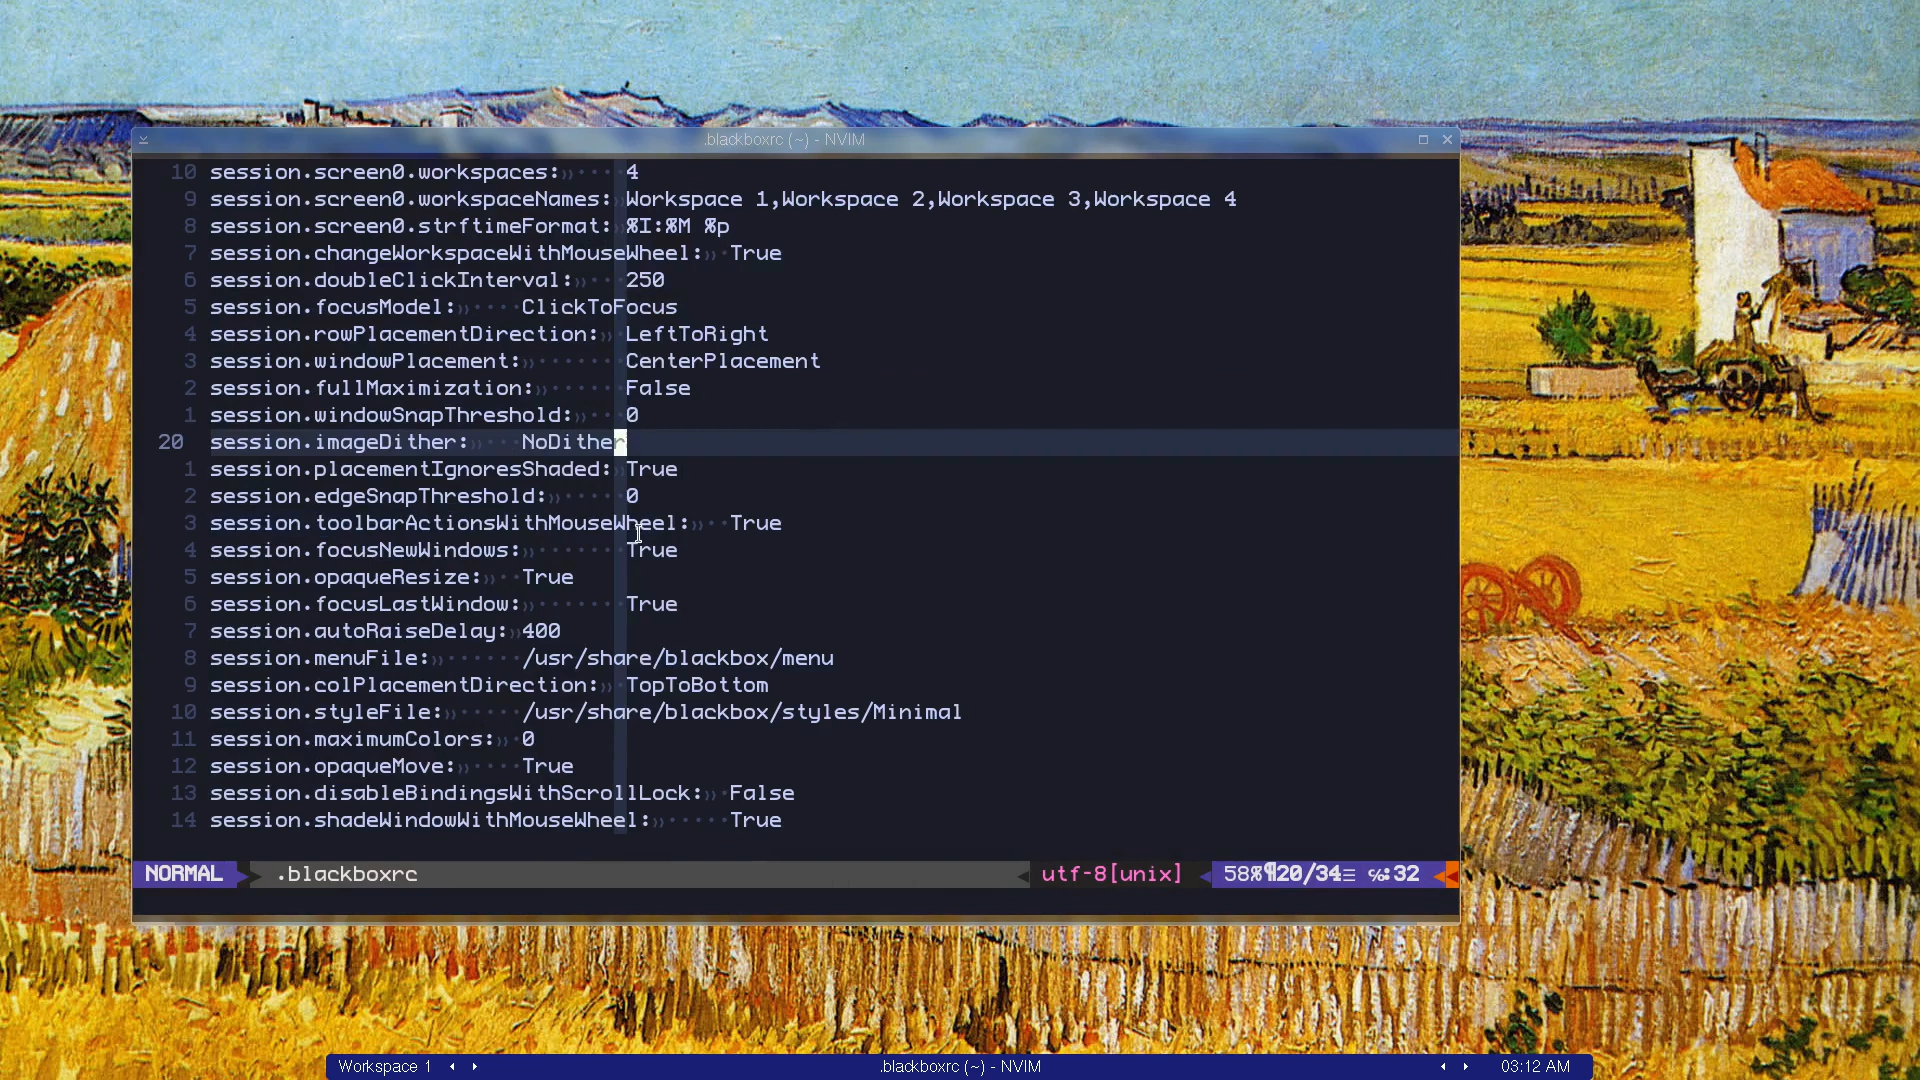 .blackboxrc (~) - NVIM
10 session.screen0.workspaces: 4
9 session.screen0.workspaceNames: Workspace 1,Workspace 2,Workspace 3,Workspace 4
8 session.screen0.strftimeFormat: %I:%M %p
7 session.changeWorkspaceWithMouseWheel: True
6 session.doubleClickInterval: 250
5 session.focusModel: ClickToFocus
4 session.rowPlacementDirection: LeftToRight
3 session.windowPlacement: CenterPlacement
2 session.fullMaximization: False
1 session.windowSnapThreshold: 0
20 session.imageDither: NoDither
1 session.placementIgnoresShaded: True
2 session.edgeSnapThreshold: 0
3 session.toolbarActionsWithMouseWheel: True
4 session.focusNewWindows: True
5 session.opaqueResize: True
6 session.focusLastWindow: True
7 session.autoRaiseDelay: 400
8 session.menuFile: /usr/share/blackbox/menu
9 session.colPlacementDirection: TopToBottom
10 session.styleFile: /usr/share/blackbox/styles/Minimal
11 session.maximumColors: 0
12 session.opaqueMove: True
13 session.disableBindingsWithScrollLock: False
14 session.shadeWindowWithMouseWheel: True
NORMAL .blackboxrc utf-8[unix] 58%¶20/34≡ ℅:32
Workspace 1 .blackboxrc (~) - NVIM 03:12 AM